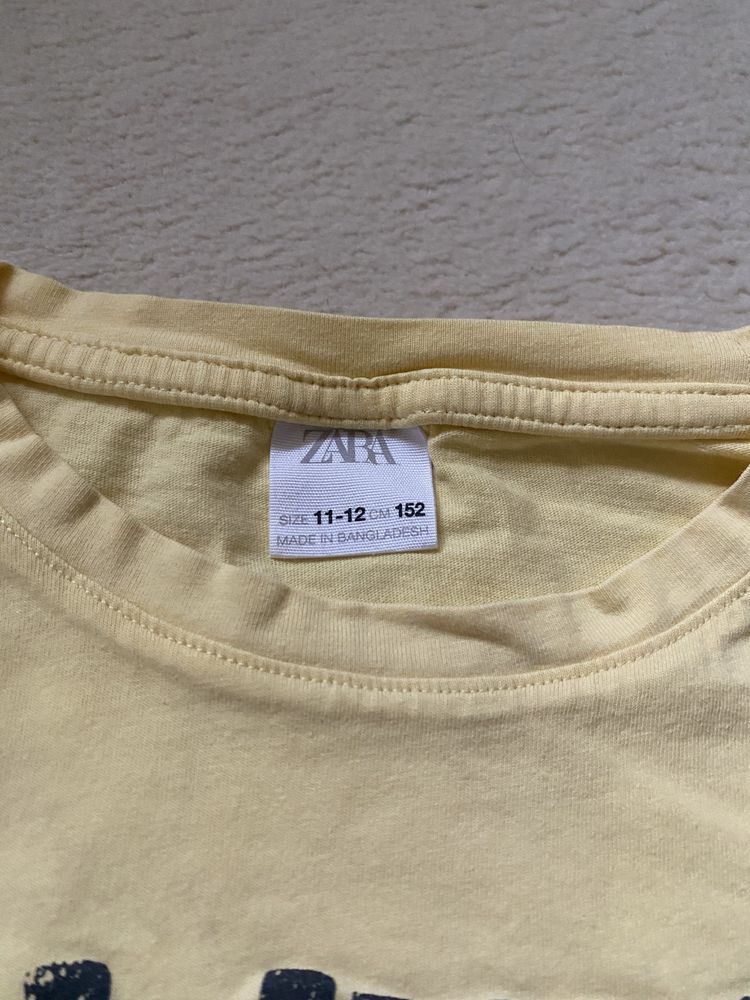 ZARA
SIZE 11-12 CM 152
MADE IN BANGLADESH